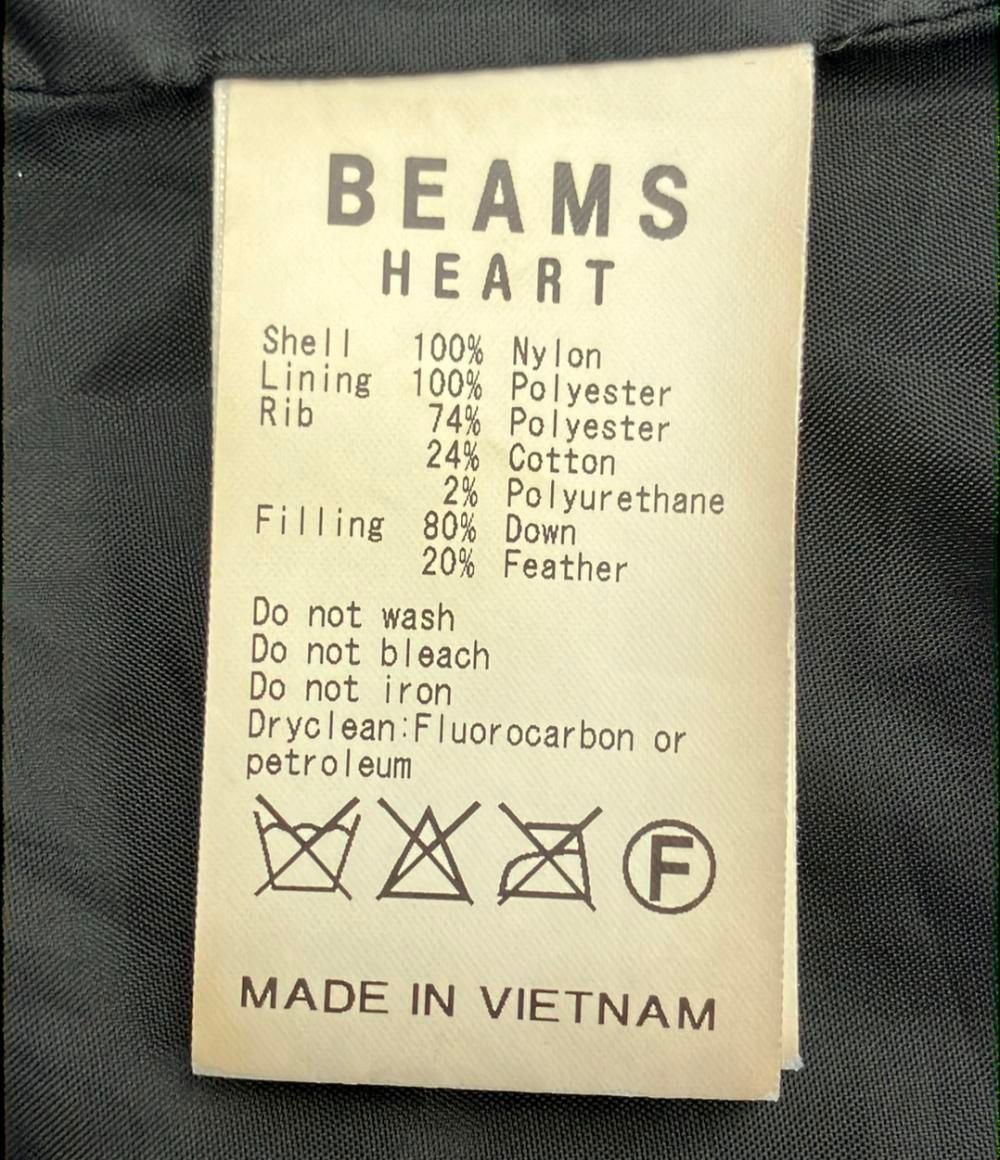 BEAMS
HEART
Shell 100% Nylon
Lining 100% Polyester
Rib 74% Polyester
24% Cotton
2% Polyurethane
Filling 80% Down
20% Feather
Do not wash
Do not bleach
Do not iron
Dryclean:Fluorocarbon or
petroleum
F
MADE IN VIETNAM